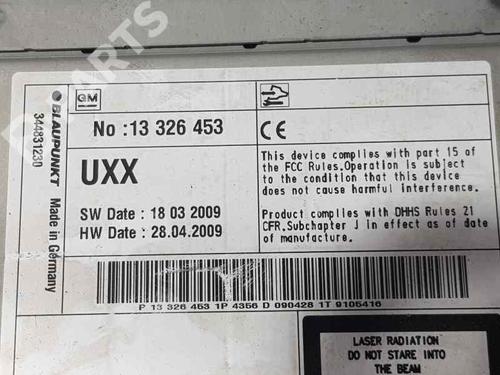 GM
No :13 326 453
UXX
SW Date : 18 03 2009
HW Date : 28.04.2009
CE
This device complies with part 15 of
the FCC Rules.Operation is subject
to the condition that this device
does not cause harmful interference.
Product complies with DHHS Rules 21
CFR.Subchapter J in effect as of date
of manufacture.
P 13 326 453 1P 4356 D 090428 1T 9105416
BLAUPUNKT Made in Germany
344831230
LASER RADIATION
DO NOT STARE INTO
THE BEAM
PARTS